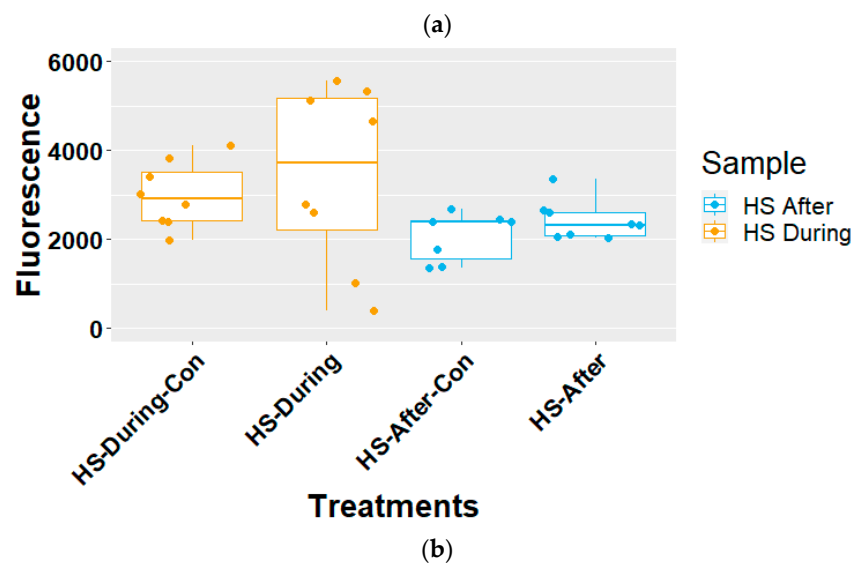 (a)
6000
4000
2000
0
Fluorescence
HS-During-Con
HS-During
HS-After-Con
HS-After
Treatments
Sample
HS After
HS During
(b)